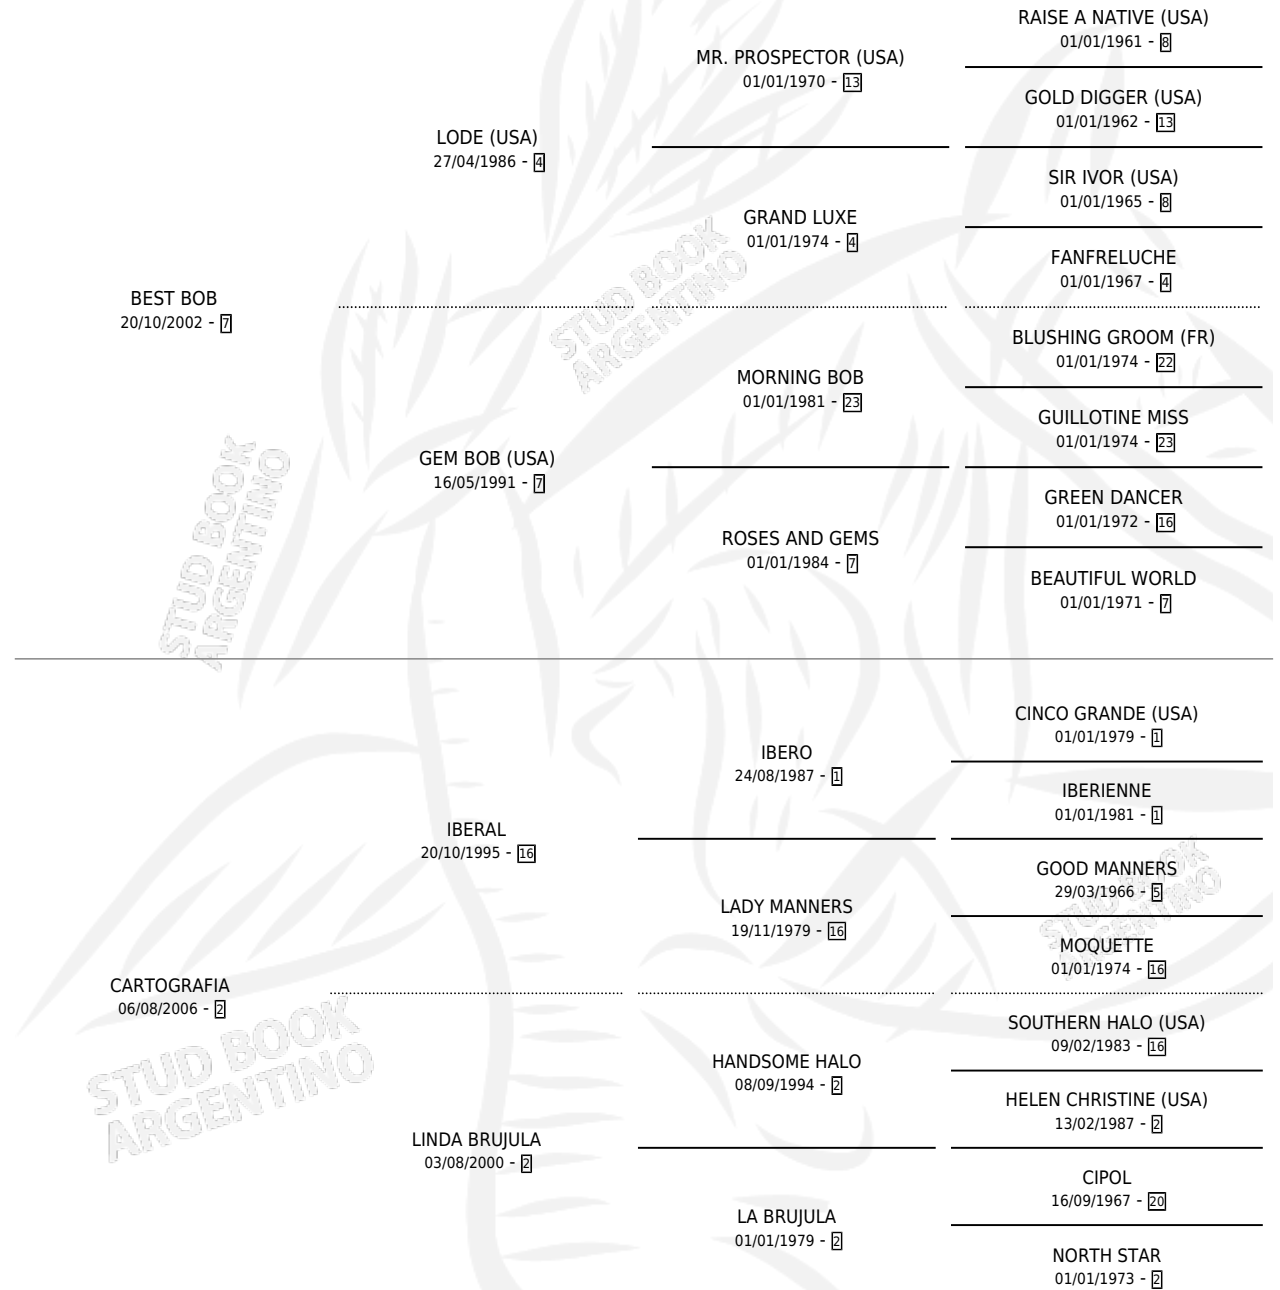 RAISE A NATIVE (USA)
01/01/1961 - 8
MR. PROSPECTOR (USA)
01/01/1970 - 13
GOLD DIGGER (USA)
01/01/1962 - 13
LODE (USA)
27/04/1986 - 4
SIR IVOR (USA)
01/01/1965 - 8
GRAND LUXE
01/01/1974 - 4
FANFRELUCHE
01/01/1967 - 4
BEST BOB
20/10/2002 - 7
STUD BOOK
ARGENTINO
BLUSHING GROOM (FR)
01/01/1974 - 22
MORNING BOB
01/01/1981 - 23
GUILLOTINE MISS
01/01/1974 - 23
GEM BOB (USA)
16/05/1991 - 7
GREEN DANCER
01/01/1972 - 16
ROSES AND GEMS
01/01/1984 - 7
BEAUTIFUL WORLD
01/01/1971 - 7
STUD BOOK
ARGENTINO
CINCO GRANDE (USA)
01/01/1979 - 1
IBERO
24/08/1987 - 1
IBERIENNE
01/01/1981 - 1
IBERAL
20/10/1995 - 16
GOOD MANNERS
29/03/1966 - 5
LADY MANNERS
19/11/1979 - 16
STUD BOOK
ARGENTINO
MOQUETTE
01/01/1974 - 16
CARTOGRAFIA
06/08/2006 - 2
STUD BOOK
ARGENTINO
SOUTHERN HALO (USA)
09/02/1983 - 16
HANDSOME HALO
08/09/1994 - 2
HELEN CHRISTINE (USA)
13/02/1987 - 2
LINDA BRUJULA
03/08/2000 - 2
CIPOL
16/09/1967 - 20
LA BRUJULA
01/01/1979 - 2
NORTH STAR
01/01/1973 - 2